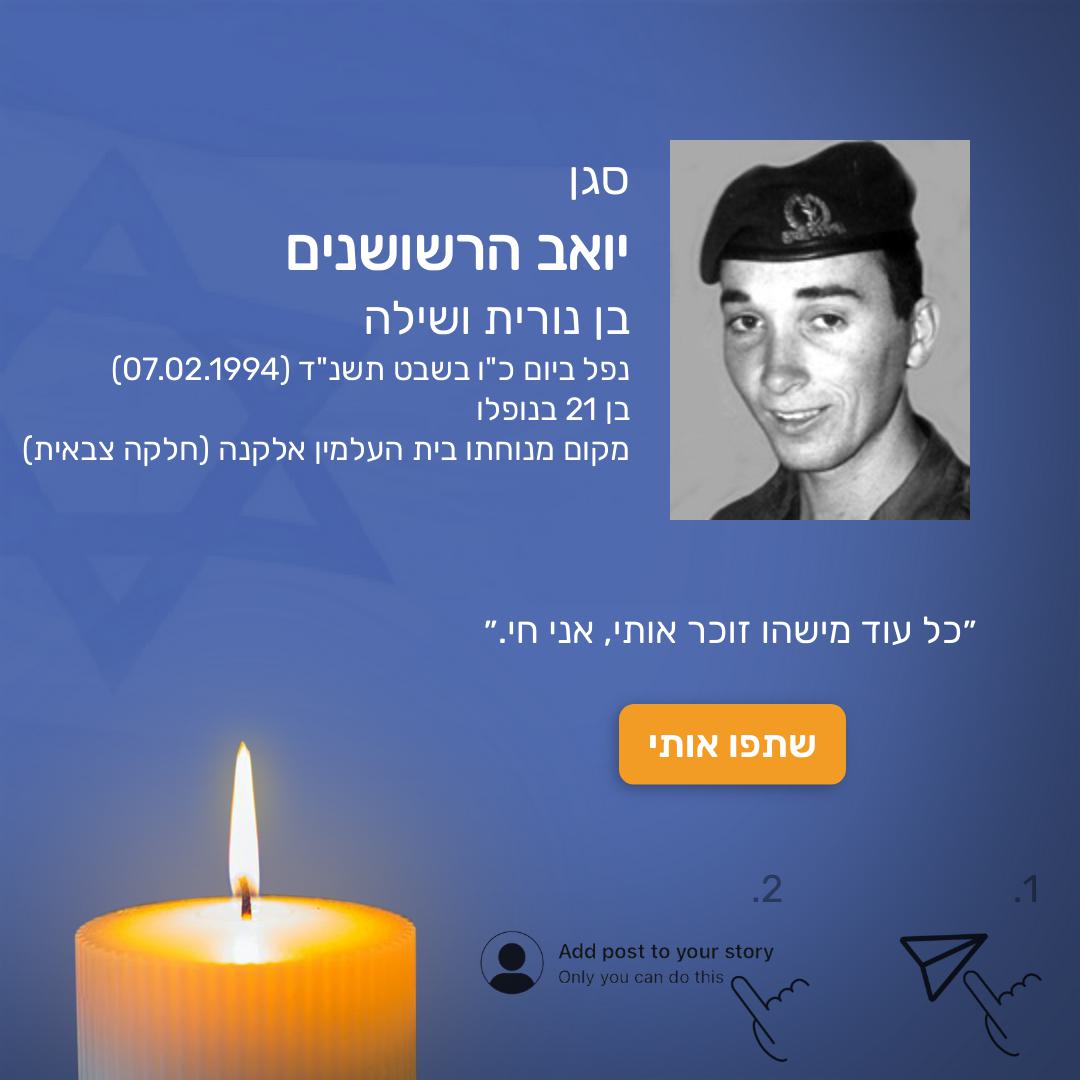 סגן
יואב הרשושנים
בן נורית ושילה
נפל ביום כ"ו בשבט תשנ"ד (07.02.1994)
בן 21 בנופלו
מקום מנוחתו בית העלמין אלקנה (חלקה צבאית)
״כל עוד מישהו זוכר אותי, אני חי.״
שתפו אותי
1.
2.
Add post to your story
Only you can do this